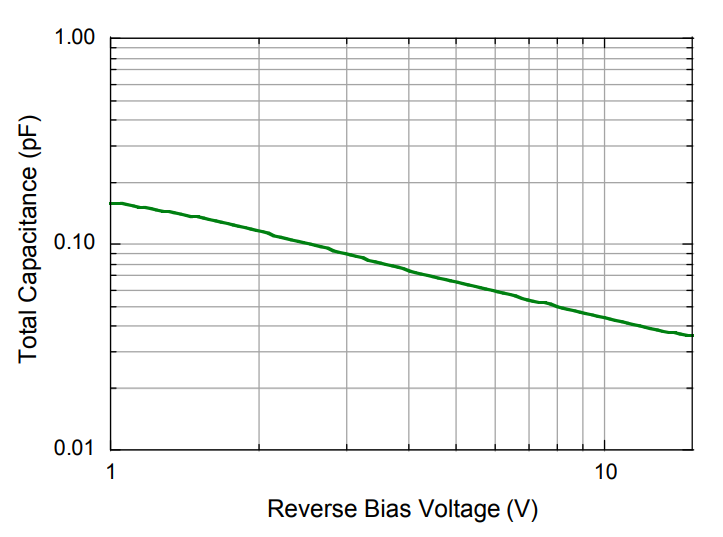 1.00
0.10
0.01
Total Capacitance (pF)
1
10
Reverse Bias Voltage (V)